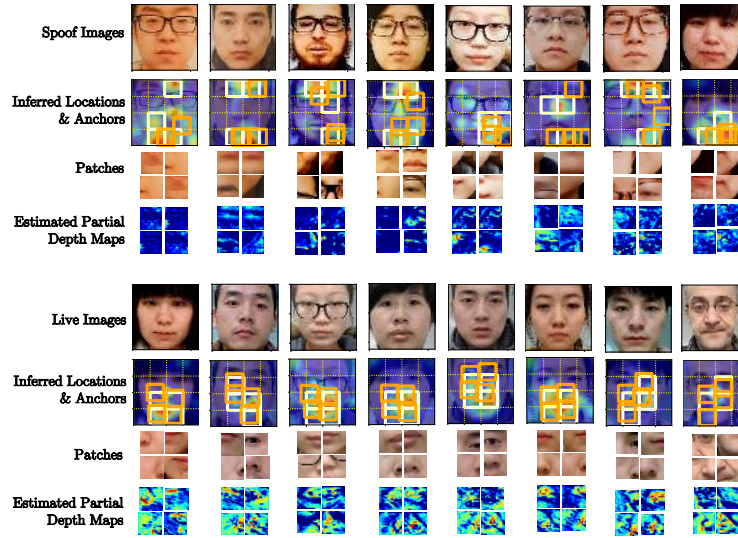 Spoof Images
Inferred Locations
& Anchors
Patches
Estimated Partial
Depth Maps
Live Images
Inferred Locations
& Anchors
Patches
Estimated Partial
Depth Maps